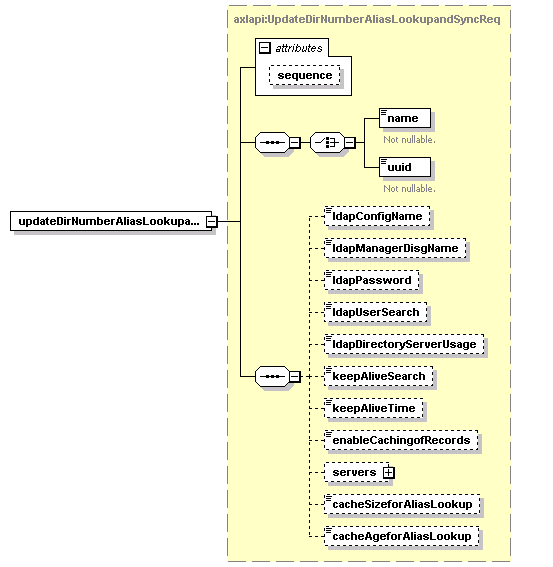 axlapi:UpdateDirNumberAliasLookupandSyncReq
attributes
sequence
name
Not nullable.
uuid
Not nullable.
updateDirNumberAliasLookupa...
ldapConfigName
ldapManagerDisgName
ldapPassword
ldapUserSearch
ldapDirectoryServerUsage
keepAliveSearch
keepAliveTime
enableCachingofRecords
servers
cacheSizeforAliasLookup
cacheAgeforAliasLookup